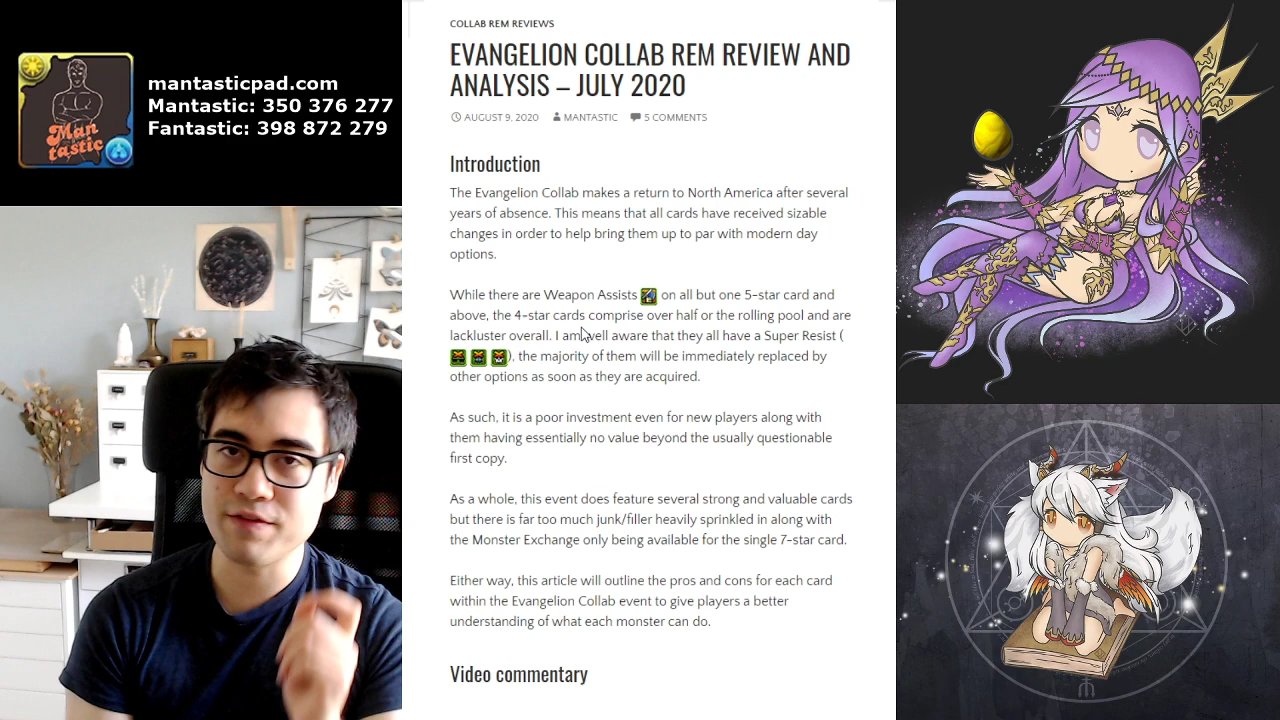 Man
tastic
mantasticpad.com
Mantastic: 350 376 277
Fantastic: 398 872 279
COLLAB REM REVIEWS
EVANGELION COLLAB REM REVIEW AND
ANALYSIS – JULY 2020
AUGUST 9, 2020 MANTASTIC 5 COMMENTS
Introduction
The Evangelion Collab makes a return to North America after several
years of absence. This means that all cards have received sizable
changes in order to help bring them up to par with modern day
options.
While there are Weapon Assists on all but one 5-star card and
above, the 4-star cards comprise over half or the rolling pool and are
lackluster overall. I am well aware that they all have a Super Resist (
), the majority of them will be immediately replaced by
other options as soon as they are acquired.
As such, it is a poor investment even for new players along with
them having essentially no value beyond the usually questionable
first copy.
As a whole, this event does feature several strong and valuable cards
but there is far too much junk/filler heavily sprinkled in along with
the Monster Exchange only being available for the single 7-star card.
Either way, this article will outline the pros and cons for each card
within the Evangelion Collab event to give players a better
understanding of what each monster can do.
Video commentary